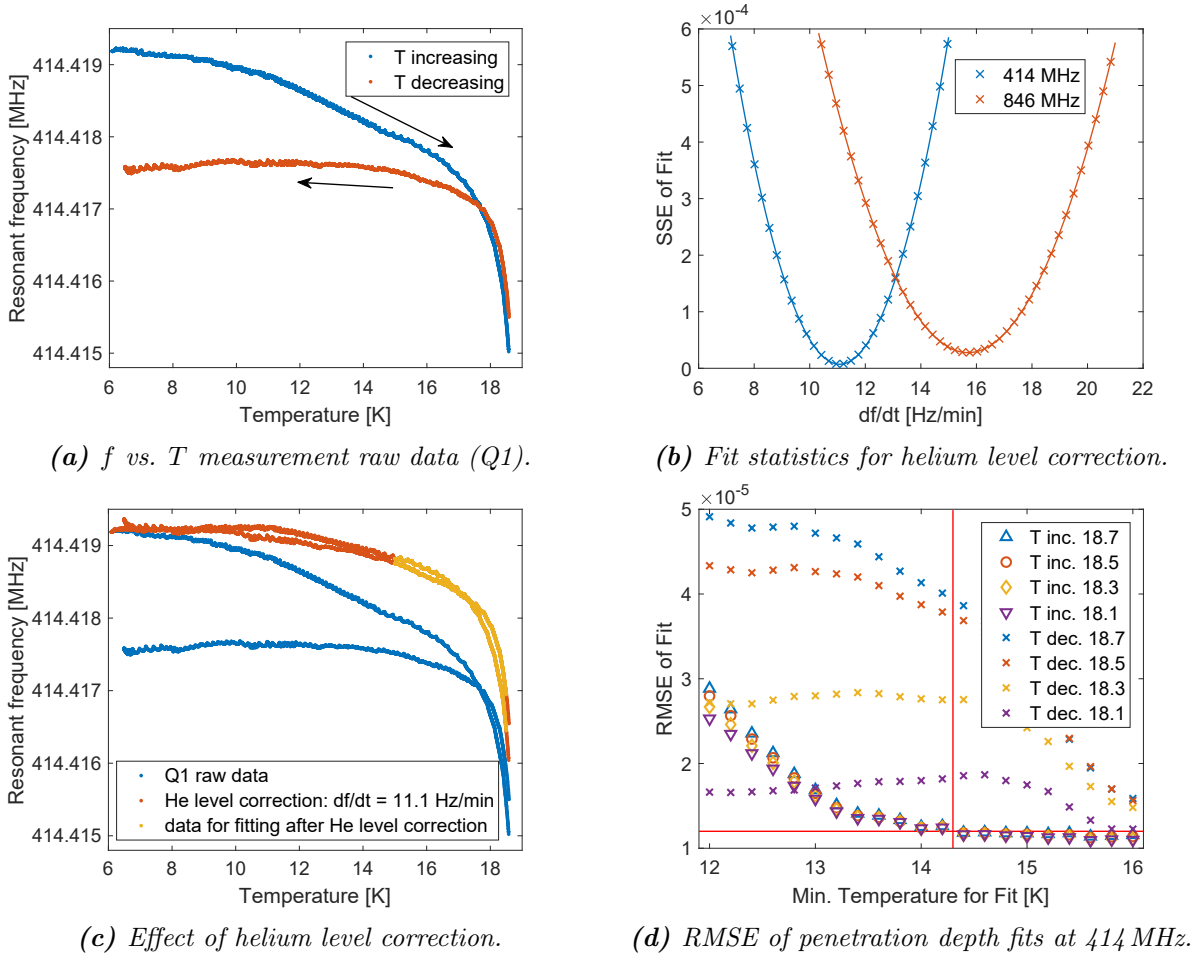 414.419
414.418
414.417
414.416
414.415
Resonant frequency [MHz]
T increasing
T decreasing
6 8 10 12 14 16 18
Temperature [K]
(a) f vs. T measurement raw data (Q1).
×10⁻⁴
6
5
4
3
2
1
0
SSE of Fit
414 MHz
846 MHz
6 8 10 12 14 16 18 20 22
df/dt [Hz/min]
(b) Fit statistics for helium level correction.
414.419
414.418
414.417
414.416
414.415
Resonant frequency [MHz]
Q1 raw data
He level correction: df/dt = 11.1 Hz/min
data for fitting after He level correction
6 8 10 12 14 16 18
Temperature [K]
(c) Effect of helium level correction.
×10⁻⁵
5
4
3
2
1
RMSE of Fit
T inc. 18.7
T inc. 18.5
T inc. 18.3
T inc. 18.1
T dec. 18.7
T dec. 18.5
T dec. 18.3
T dec. 18.1
12 13 14 15 16
Min. Temperature for Fit [K]
(d) RMSE of penetration depth fits at 414 MHz.